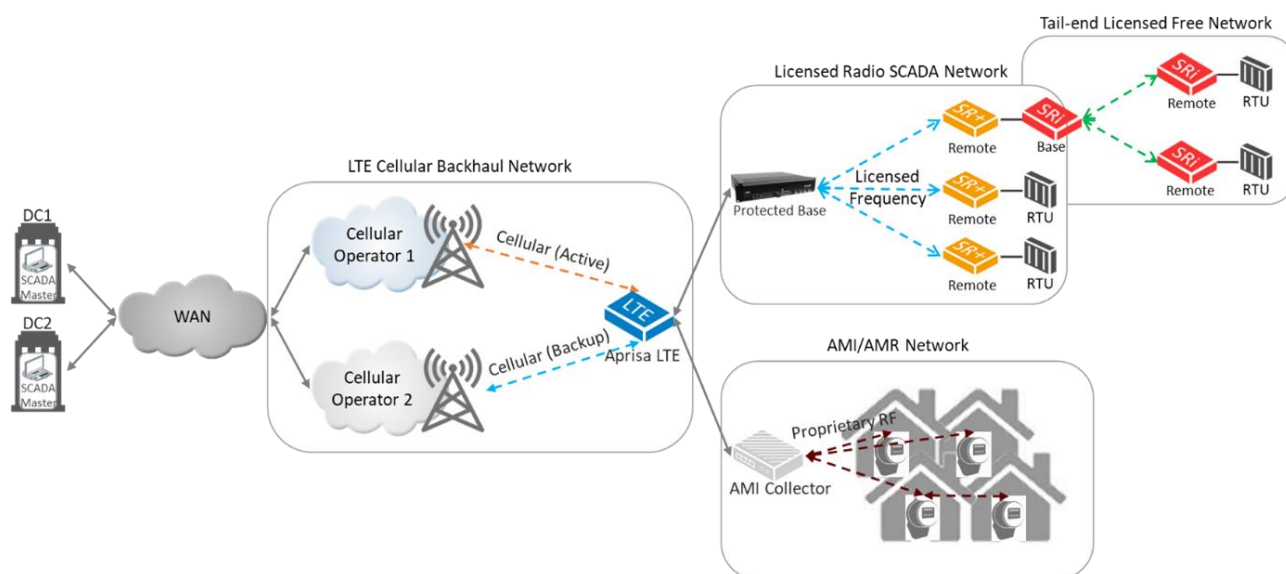 Tail-end Licensed Free Network
Licensed Radio SCADA Network
LTE Cellular Backhaul Network
AMI/AMR Network
DC1
SCADA
Master
DC2
SCADA
Master
WAN
Cellular
Operator 1
Cellular
Operator 2
Cellular (Active)
Cellular (Backup)
LTE
Aprisa LTE
Protected Base
Licensed
Frequency
SR+
Remote
SRi
Base
SR+
Remote
RTU
SR+
Remote
RTU
SRi
Remote
RTU
SRi
Remote
RTU
AMI Collector
Proprietary RF